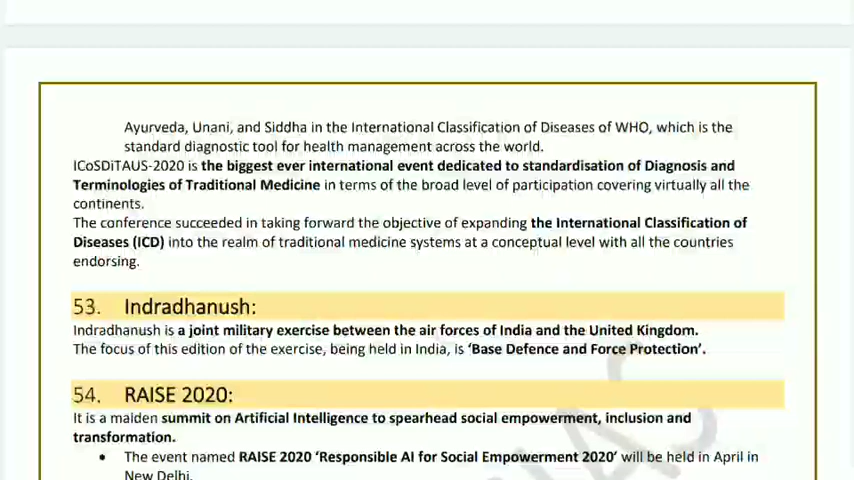 Ayurveda, Unani, and Siddha in the International Classification of Diseases of WHO, which is the
standard diagnostic tool for health management across the world.
ICoSDiTAUS-2020 is the biggest ever international event dedicated to standardisation of Diagnosis and
Terminologies of Traditional Medicine in terms of the broad level of participation covering virtually all the
continents.
The conference succeeded in taking forward the objective of expanding the International Classification of
Diseases (ICD) into the realm of traditional medicine systems at a conceptual level with all the countries
endorsing.
53. Indradhanush:
Indradhanush is a joint military exercise between the air forces of India and the United Kingdom.
The focus of this edition of the exercise, being held in India, is ‘Base Defence and Force Protection’.
54. RAISE 2020:
It is a maiden summit on Artificial Intelligence to spearhead social empowerment, inclusion and
transformation.
• The event named RAISE 2020 ‘Responsible AI for Social Empowerment 2020’ will be held in April in
New Delhi.
IAS